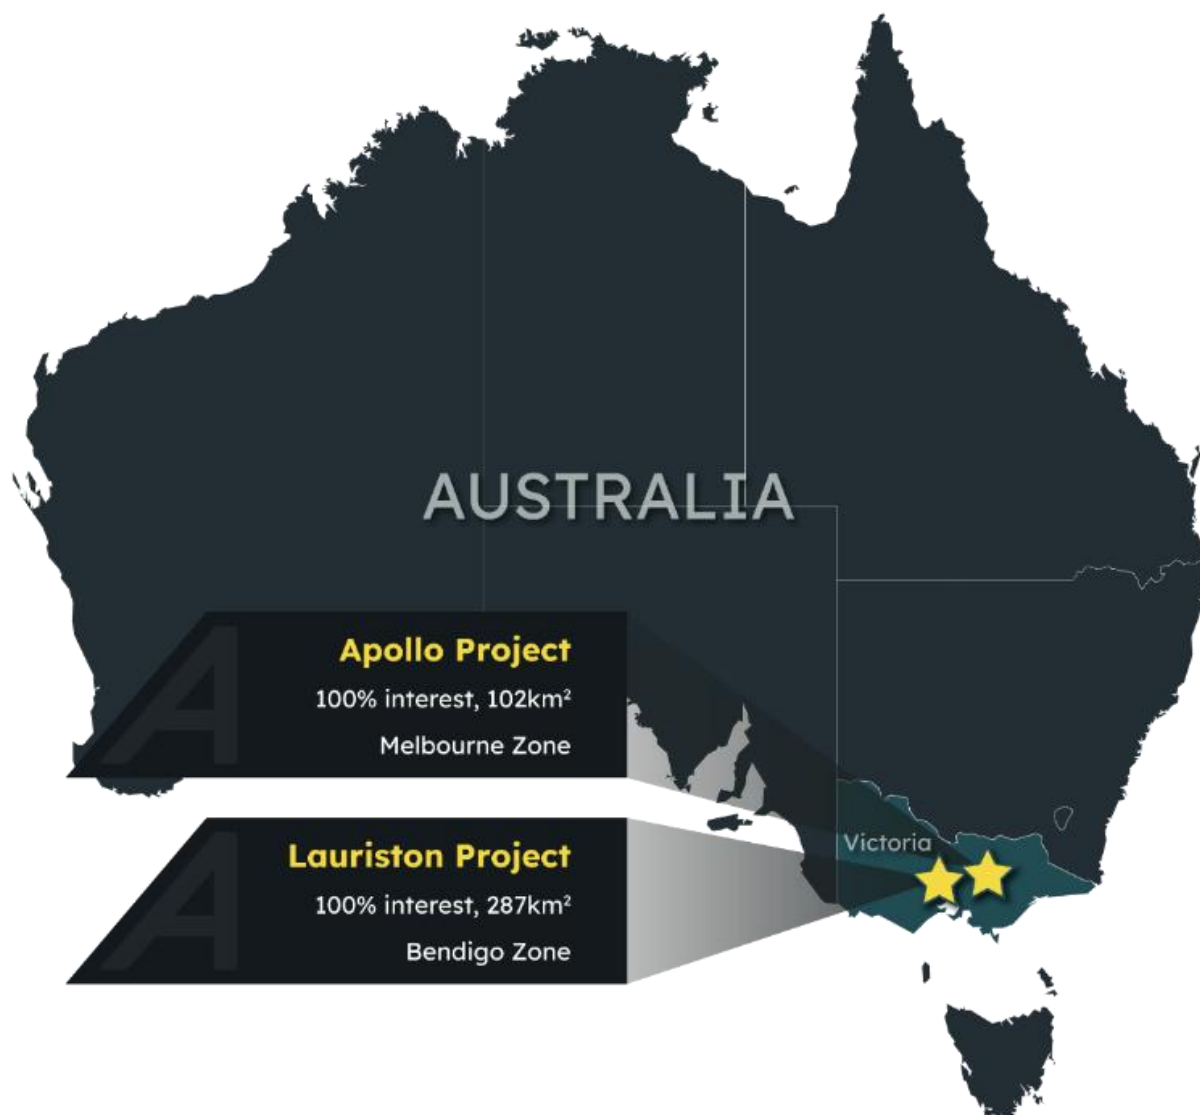 AUSTRALIA
Apollo Project
100% interest, 102km²
Melbourne Zone
Victoria
Lauriston Project
100% interest, 287km²
Bendigo Zone